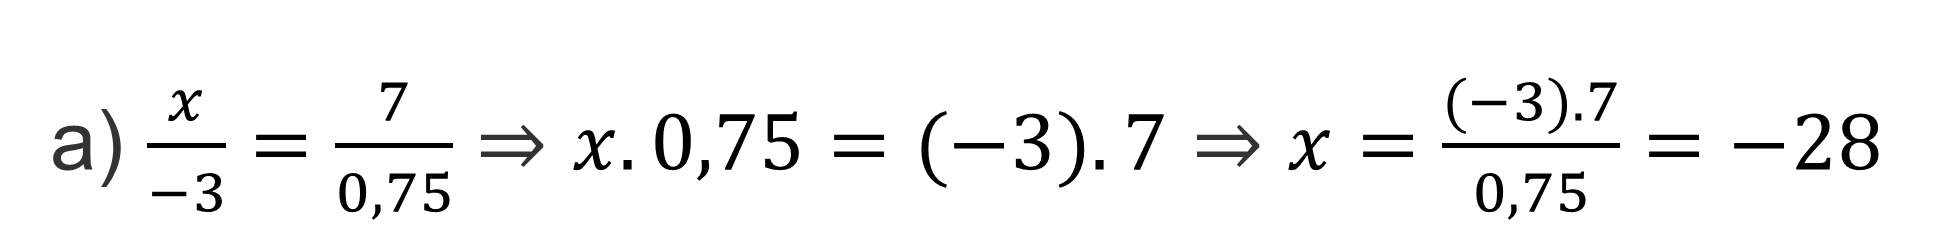 a) x/−3 = 7/0,75 ⇒ x. 0,75 = (−3). 7 ⇒ x = (−3).7/0,75 = −28